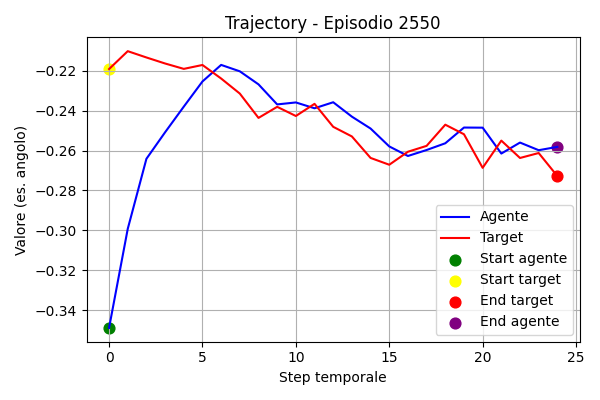 Trajectory - Episodio 2550
Valore (es. angolo)
−0.22
−0.24
−0.26
−0.28
−0.30
−0.32
−0.34
Agente
Target
Start agente
Start target
End target
End agente
0
5
10
15
20
25
Step temporale